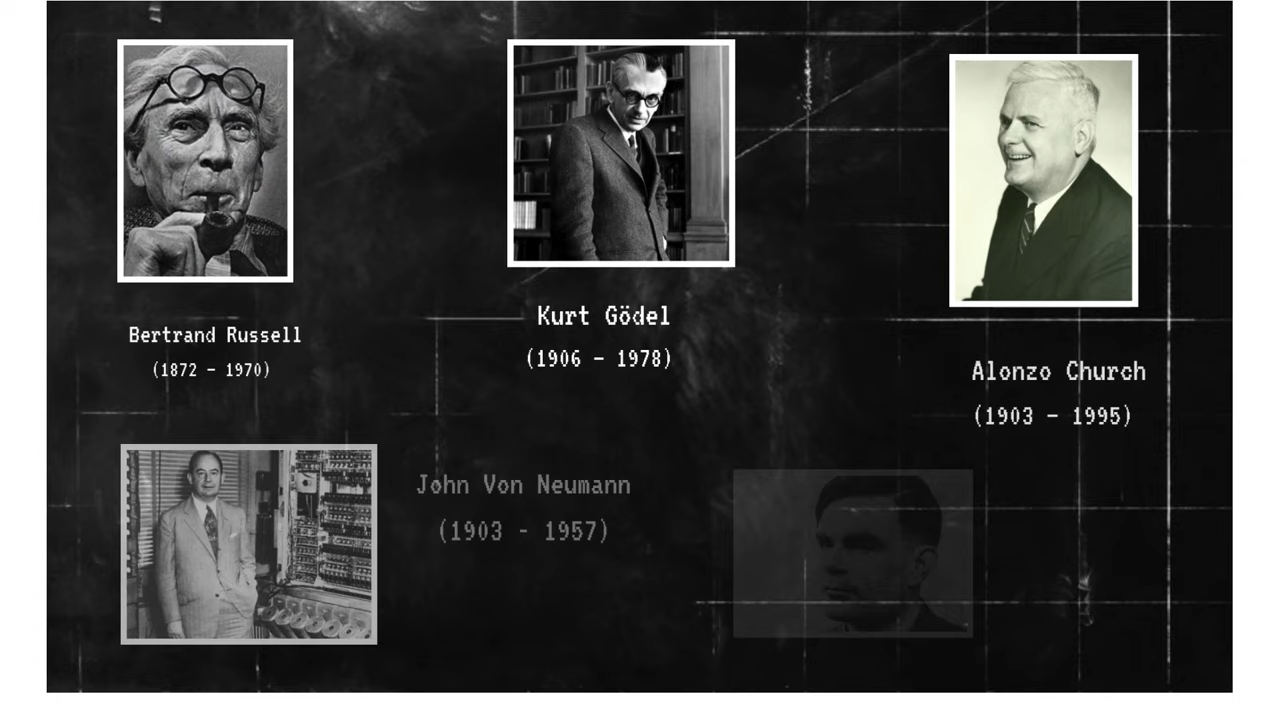 Bertrand Russell
(1872 - 1970)
Kurt Gödel
(1906 - 1978)
Alonzo Church
(1903 - 1995)
John Von Neumann
(1903 - 1957)